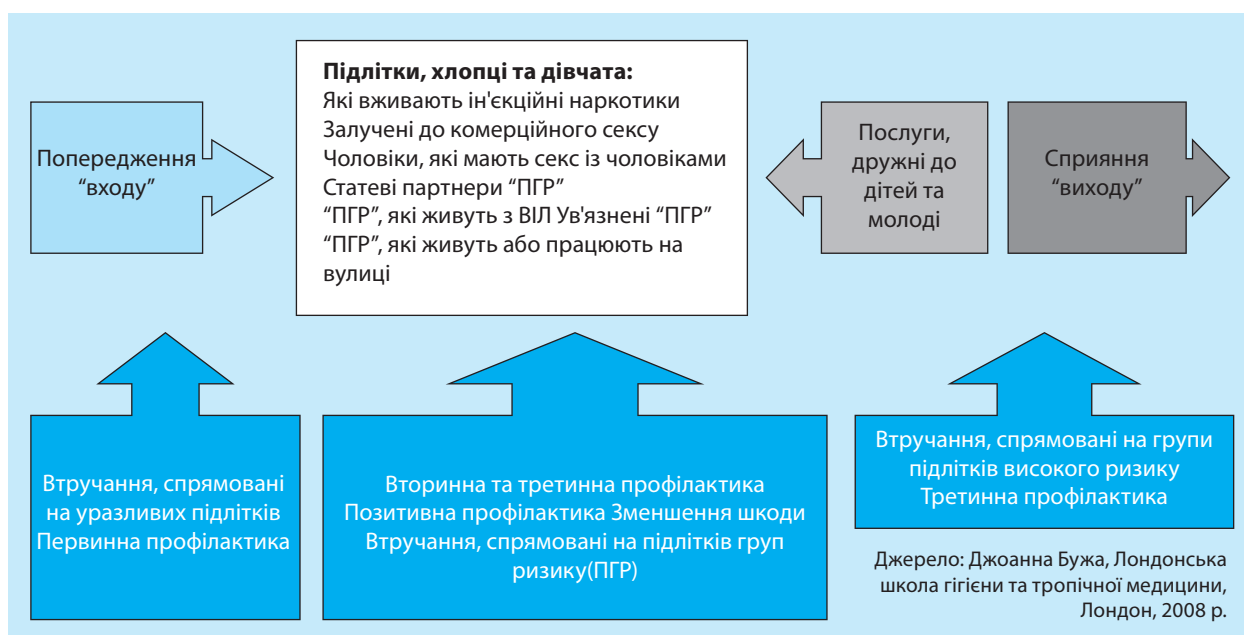 Попередження
“входу”
Підлітки, хлопці та дівчата:
Які вживають ін'єкційні наркотики
Залучені до комерційного сексу
Чоловіки, які мають секс із чоловіками
Статеві партнери “ПГР”
“ПГР”, які живуть з ВІЛ Ув'язнені “ПГР”
“ПГР”, які живуть або працюють на
вулиці
Послуги,
дружні до
дітей та
молоді
Сприяння
“виходу”
Втручання, спрямовані
на уразливих підлітків
Первинна профілактика
Вторинна та третинна профілактика
Позитивна профілактика Зменшення шкоди
Втручання, спрямовані на підлітків груп
ризику(ПГР)
Втручання, спрямовані на групи
підлітків високого ризику
Третинна профілактика
Джерело: Джоанна Бужа, Лондонська
школа гігієни та тропічної медицини,
Лондон, 2008 р.